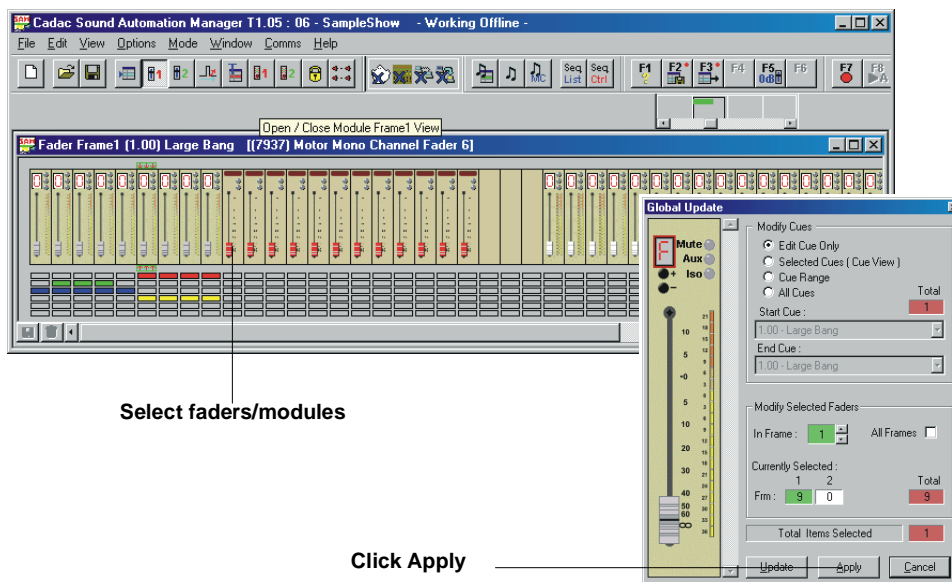 Cadac Sound Automation Manager T1.05 : 06 - SampleShow - Working Offline -
File Edit View Options Mode Window Comms Help
Seq List Seq Ctrl F1 F2* F3* F4 F5 0dB F6 F7 F8
MC
Open / Close Module Frame1 View
Fader Frame1 (1.00) Large Bang [(7937) Motor Mono Channel Fader 6]
Global Update
Mute
Aux
Iso
10
5
0
5
10
20
30
40
50
60
∞
Modify Cues
Edit Cue Only
Selected Cues ( Cue View )
Cue Range
All Cues Total
1
Start Cue :
1.00 - Large Bang
End Cue :
1.00 - Large Bang
Modify Selected Faders
In Frame : 1 All Frames
Currently Selected :
1 2 Total
Frm : 9 0 9
Total Items Selected 1
Update Apply Cancel
Select faders/modules
Click Apply